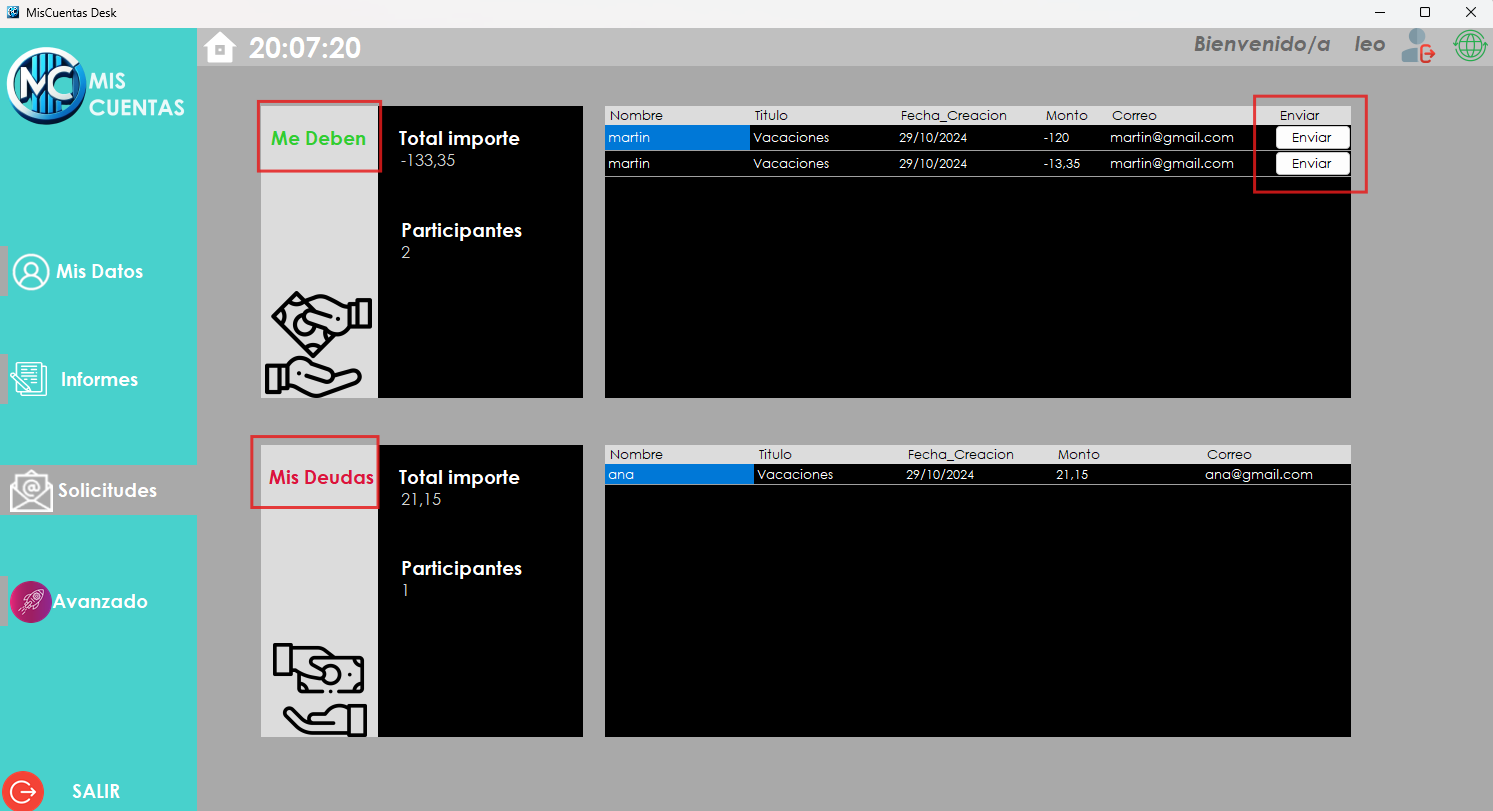 MisCuentas Desk
20:07:20
Bienvenido/a leo
MC
MIS
CUENTAS
Mis Datos
Informes
Solicitudes
Avanzado
SALIR
Me Deben
Total importe
-133,35
Participantes
2
Nombre Titulo Fecha_Creacion Monto Correo Enviar
martin Vacaciones 29/10/2024 -120 martin@gmail.com Enviar
martin Vacaciones 29/10/2024 -13,35 martin@gmail.com Enviar
Mis Deudas
Total importe
21,15
Participantes
1
Nombre Titulo Fecha_Creacion Monto Correo
ana Vacaciones 29/10/2024 21,15 ana@gmail.com